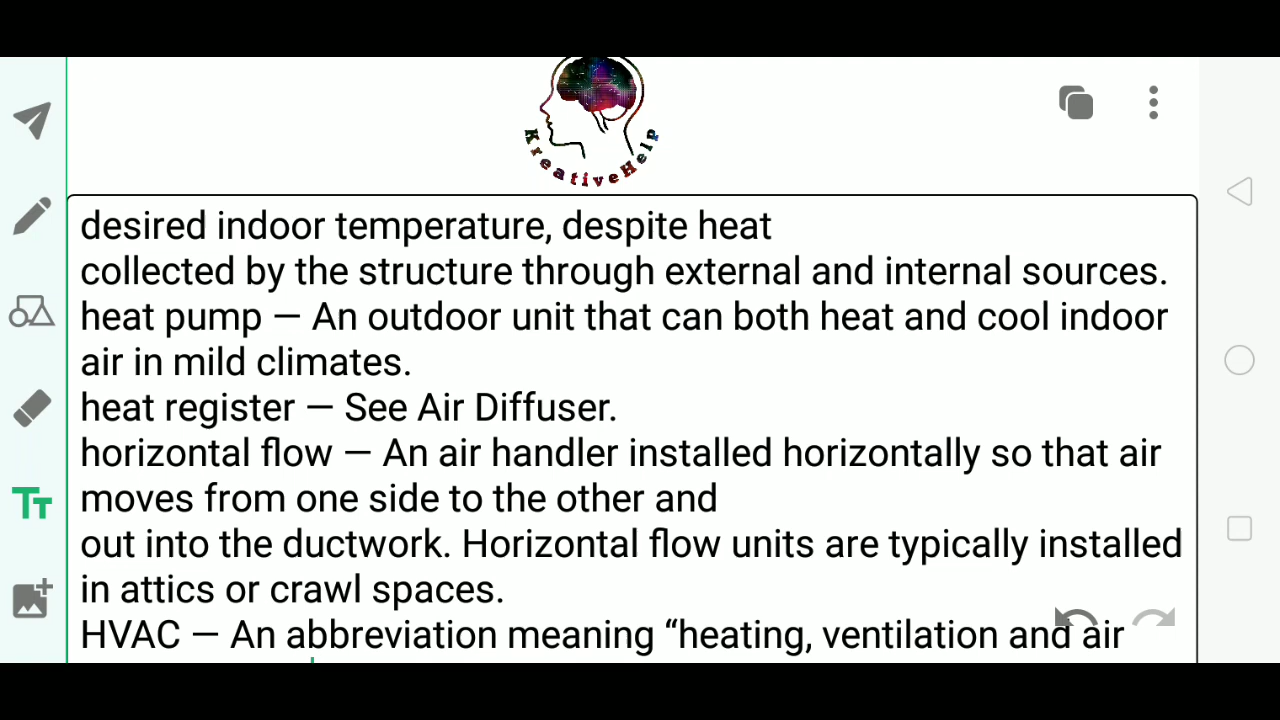 KreativeHelp
desired indoor temperature, despite heat
collected by the structure through external and internal sources.
heat pump — An outdoor unit that can both heat and cool indoor
air in mild climates.
heat register — See Air Diffuser.
horizontal flow — An air handler installed horizontally so that air
moves from one side to the other and
out into the ductwork. Horizontal flow units are typically installed
in attics or crawl spaces.
HVAC — An abbreviation meaning “heating, ventilation and air
TT